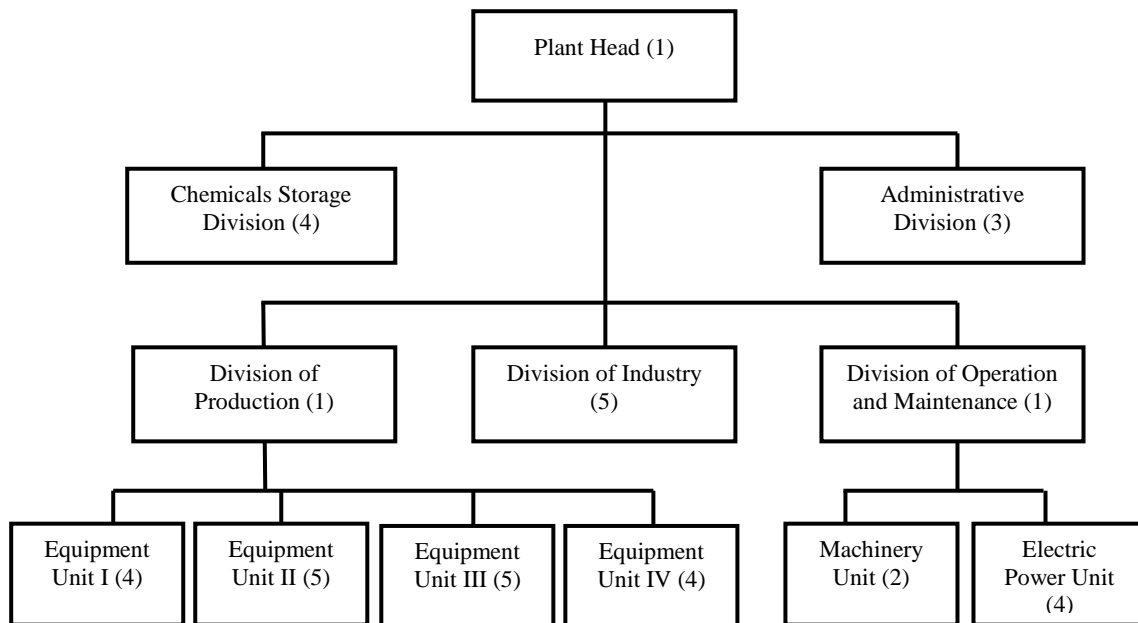 Plant Head (1)
Chemicals Storage
Division (4)
Administrative
Division (3)
Division of
Production (1)
Division of Industry
(5)
Division of Operation
and Maintenance (1)
Equipment
Unit I (4)
Equipment
Unit II (5)
Equipment
Unit III (5)
Equipment
Unit IV (4)
Machinery
Unit (2)
Electric
Power Unit
(4)